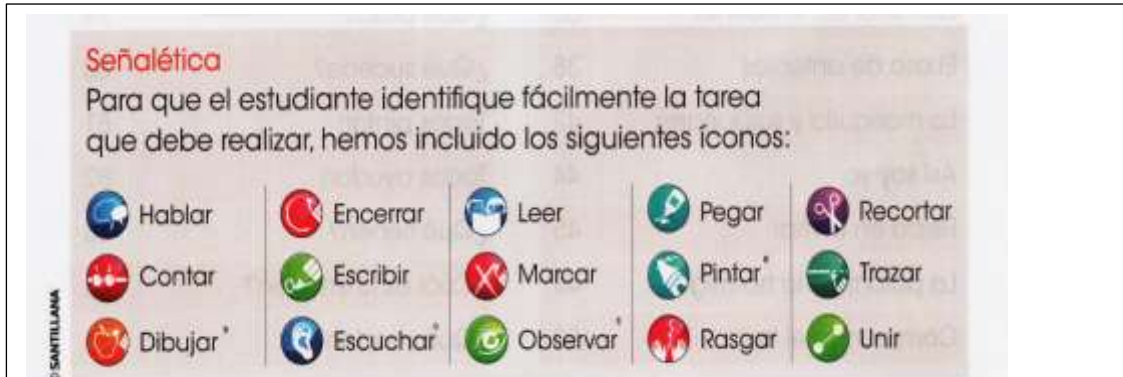 Señalética
Para que el estudiante identifique fácilmente la tarea
que debe realizar, hemos incluido los siguientes íconos:
Hablar Encerrar Leer Pegar Recortar
Contar Escribir Marcar Pintar* Trazar
Dibujar* Escuchar* Observar* Rasgar Unir
© SANTILLANA